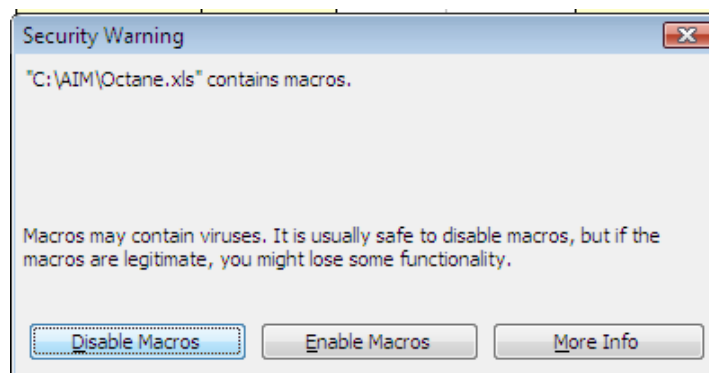 Security Warning
"C:\AIM\Octane.xls" contains macros.
Macros may contain viruses. It is usually safe to disable macros, but if the
macros are legitimate, you might lose some functionality.
Disable Macros Enable Macros More Info